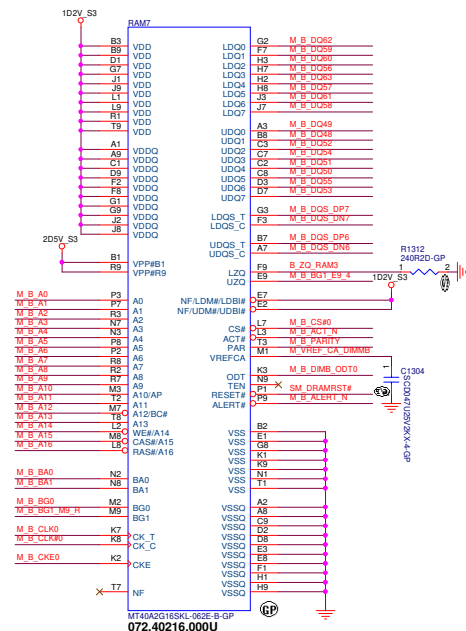 1D2V_S3
RAM7
B3 VDD
B9 VDD
D1 VDD
G7 VDD
J1 VDD
J9 VDD
L1 VDD
L9 VDD
R1 VDD
T9 VDD
A1 VDDQ
A9 VDDQ
C1 VDDQ
D9 VDDQ
F2 VDDQ
F8 VDDQ
G1 VDDQ
G9 VDDQ
J2 VDDQ
J8 VDDQ
2D5V_S3
B1 VPP#B1
R9 VPP#R9
M_B_A0 P3 A0
M_B_A1 P7 A1
M_B_A2 R3 A2
M_B_A3 N7 A3
M_B_A4 N3 A4
M_B_A5 P8 A5
M_B_A6 P2 A6
M_B_A7 R8 A7
M_B_A8 R2 A8
M_B_A9 R7 A9
M_B_A10 M3 A10/AP
M_B_A11 T2 A11
M_B_A12 M7 A12/BC#
M_B_A13 T8 A13
M_B_A14 L2 WE#/A14
M_B_A15 M8 CAS#/A15
M_B_A16 L8 RAS#/A16
M_B_BA0 N2 BA0
M_B_BA1 N8 BA1
M_B_BG0 M2 BG0
M_B_BG1_M9_R M9 BG1
M_B_CLK0 K7 CK_T
M_B_CLK#0 K8 CK_C
M_B_CKE0 K2 CKE
T7 NF
LDQ0 G2 M_B_DQ62
LDQ1 F7 M_B_DQ59
LDQ2 H3 M_B_DQ60
LDQ3 H7 M_B_DQ56
LDQ4 H2 M_B_DQ63
LDQ5 H8 M_B_DQ57
LDQ6 J3 M_B_DQ61
LDQ7 J7 M_B_DQ58
UDQ0 A3 M_B_DQ49
UDQ1 B8 M_B_DQ48
UDQ2 C3 M_B_DQ52
UDQ3 C7 M_B_DQ54
UDQ4 C2 M_B_DQ51
UDQ5 C8 M_B_DQ50
UDQ6 D3 M_B_DQ55
UDQ7 D7 M_B_DQ53
LDQS_T G3 M_B_DQS_DP7
LDQS_C F3 M_B_DQS_DN7
UDQS_T B7 M_B_DQS_DP6
UDQS_C A7 M_B_DQS_DN6
LZQ F9 B_ZQ_RAM3
UZQ E9 M_B_BG1_E9_4
R1312
240R2D-GP
1 2
1D2V_S3
NF/LDM#/LDBI# E7
NF/UDM#/UDBI# E2
CS# L7 M_B_CS#0
ACT# L3 M_B_ACT_N
PAR T3 M_B_PARITY
VREFCA M1 M_VREF_CA_DIMMB
ODT K3 M_B_DIMB_ODT0
TEN N9
RESET# P1 SM_DRAMRST#
ALERT# P9 M_B_ALERT_N
C1304
SCD047U25V2KX-4-GP
VSS B2
VSS E1
VSS G8
VSS K1
VSS K9
VSS N1
VSS T1
VSSQ A2
VSSQ A8
VSSQ C9
VSSQ D2
VSSQ D8
VSSQ E3
VSSQ E8
VSSQ F1
VSSQ H1
VSSQ H9
GP
MT40A2G16SKL-062E-B-GP
072.40216.000U